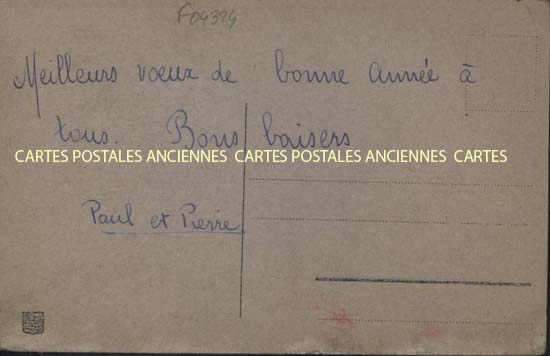 F04324
Meilleurs voeux de bonne année à
tous. Bons baisers
CARTES POSTALES ANCIENNES CARTES POSTALES ANCIENNES CARTES
Paul et Pierre